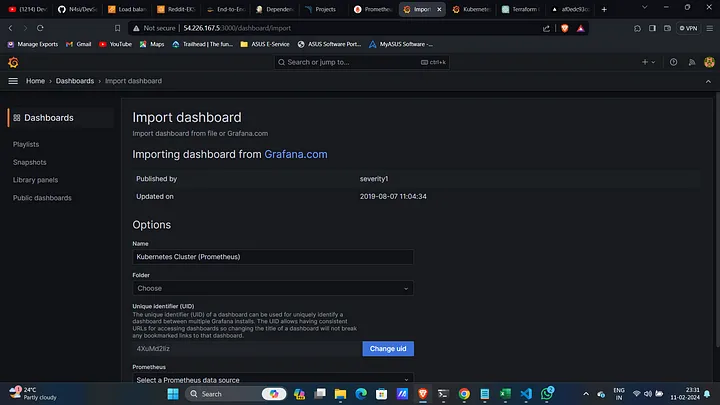 (1214) Dev
N4si/DevSe
Load balan
Reddit-EKS
End-to-En
Depender
Projects
Promethe
Import
Kubernete
Terraform
af0edc93c
Not secure 54.226.167.5:3000/dashboard/import
VPN
Manage Exports
Gmail
YouTube
Maps
Trailhead | The fun...
ASUS E-Service
ASUS Software Port...
MyASUS Software -...
Search or jump to...
ctrl+k
Home > Dashboards > Import dashboard
Dashboards
Playlists
Snapshots
Library panels
Public dashboards
Import dashboard
Import dashboard from file or Grafana.com
Importing dashboard from Grafana.com
Published by severity1
Updated on 2019-08-07 11:04:34
Options
Name
Kubernetes Cluster (Prometheus)
Folder
Choose
Unique identifier (UID)
The unique identifier (UID) of a dashboard can be used for uniquely identify a
dashboard between multiple Grafana installs. The UID allows having consistent
URLs for accessing dashboards so changing the title of a dashboard will not break
any bookmarked links to that dashboard.
Change uid
Prometheus
Select a Prometheus data source
1
24°C
Partly cloudy
Search
2
ENG
IN
23:31
11-02-2024